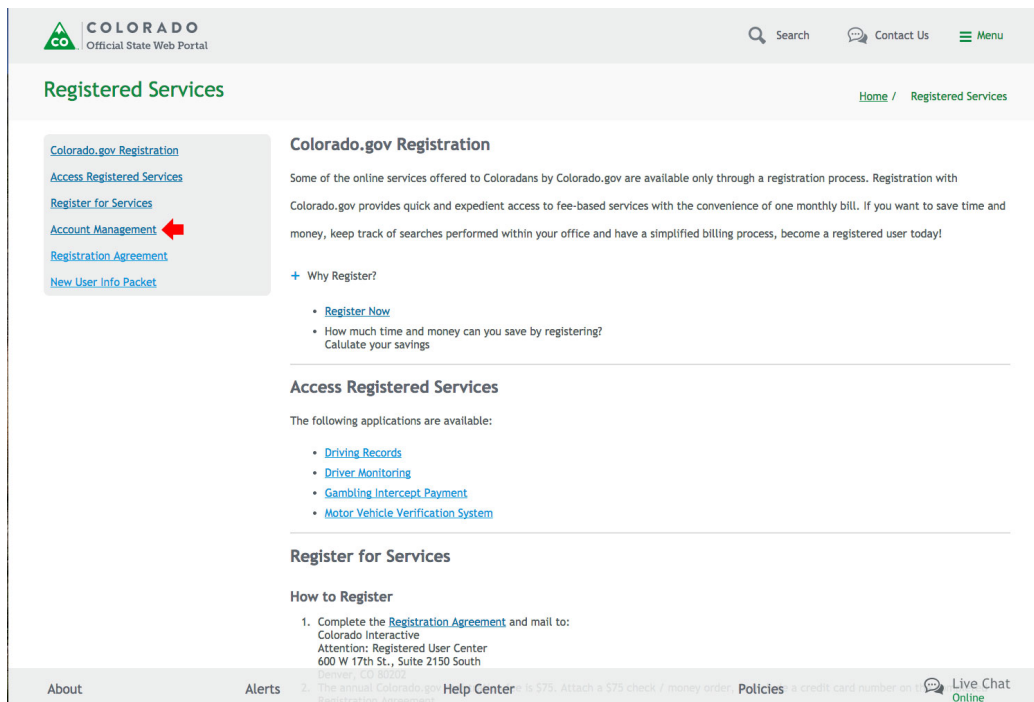 COLORADO
Official State Web Portal
CO
Search
Contact Us
Menu
Registered Services
Home / Registered Services
Colorado.gov Registration
Access Registered Services
Register for Services
Account Management
Registration Agreement
New User Info Packet
Colorado.gov Registration
Some of the online services offered to Coloradans by Colorado.gov are available only through a registration process. Registration with
Colorado.gov provides quick and expedient access to fee-based services with the convenience of one monthly bill. If you want to save time and
money, keep track of searches performed within your office and have a simplified billing process, become a registered user today!
+ Why Register?
• Register Now
• How much time and money can you save by registering?
Calulate your savings
Access Registered Services
The following applications are available:
• Driving Records
• Driver Monitoring
• Gambling Intercept Payment
• Motor Vehicle Verification System
Register for Services
How to Register
1. Complete the Registration Agreement and mail to:
Colorado Interactive
Attention: Registered User Center
600 W 17th St., Suite 2150 South
Denver, CO 80202
2. The annual Colorado.gov is $75. Attach a $75 check / money order, a credit card number on
Registration Agreement
About
Alerts
Help Center
Policies
Live Chat
Online